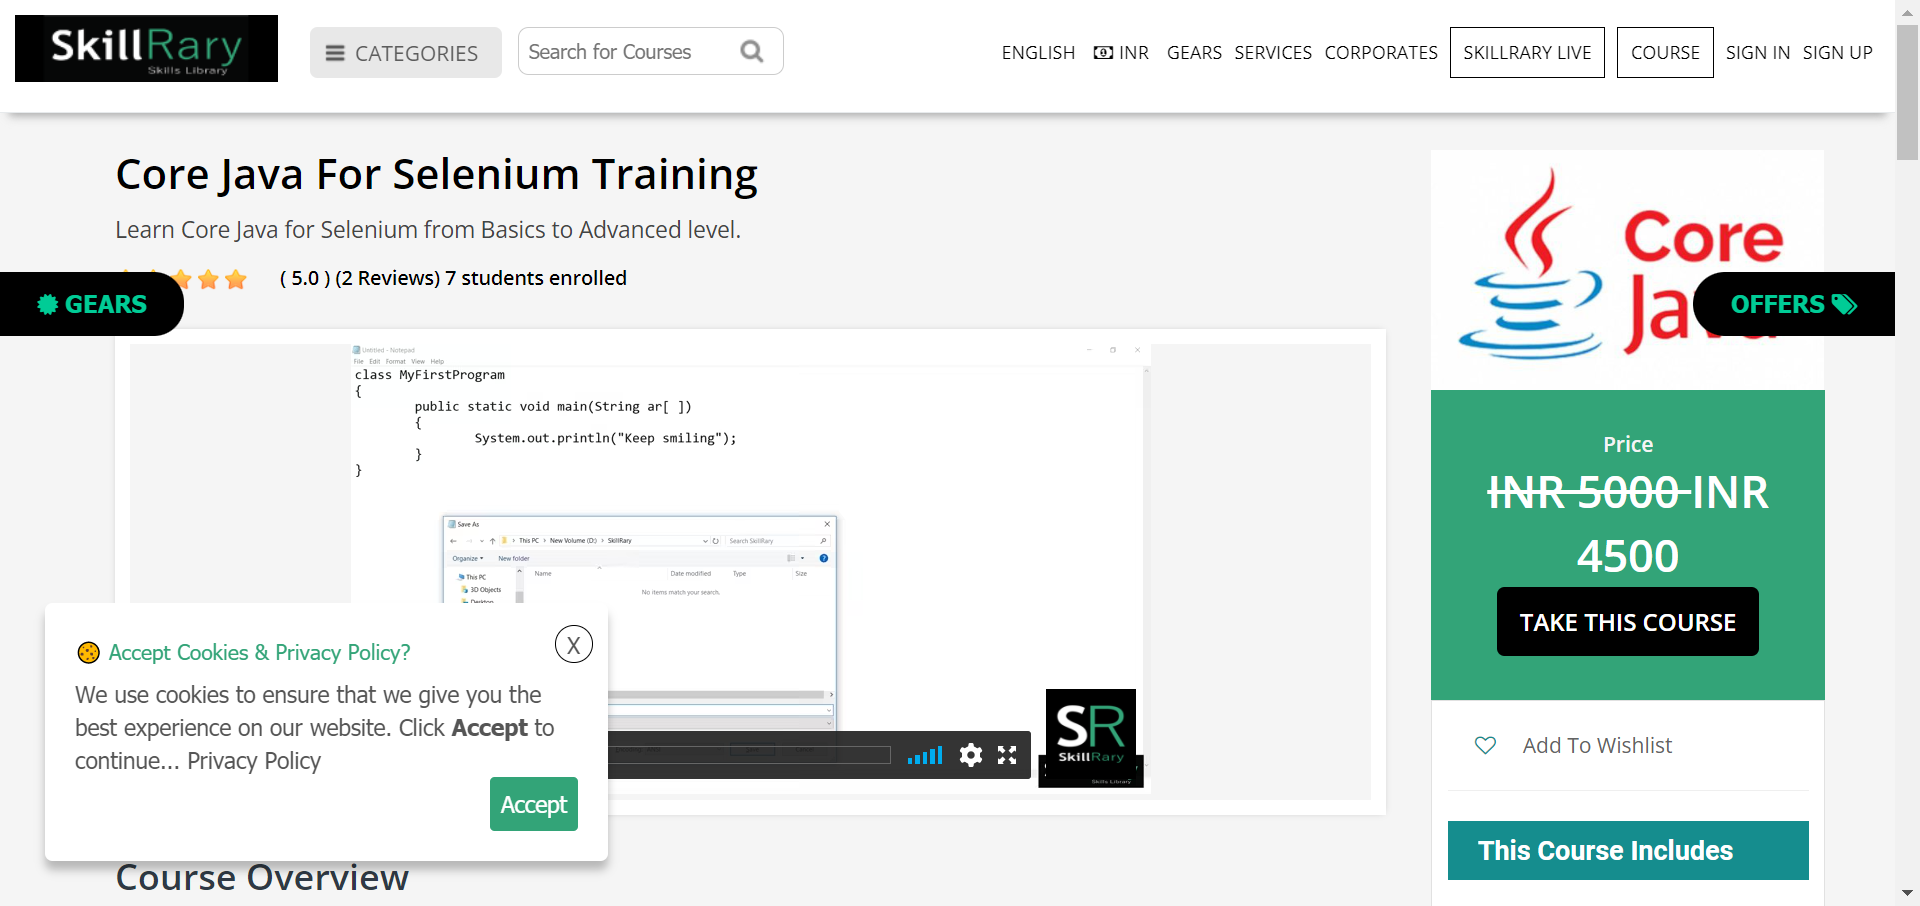 SkillRary
Skills Library
CATEGORIES
Search for Courses
ENGLISH INR GEARS SERVICES CORPORATES SKILLRARY LIVE COURSE SIGN IN SIGN UP
Core Java For Selenium Training
Learn Core Java for Selenium from Basics to Advanced level.
( 5.0 ) (2 Reviews) 7 students enrolled
GEARS
Core
Java
OFFERS
Untitled - Notepad
File Edit Format View Help
class MyFirstProgram
{
public static void main(String ar[ ])
{
System.out.println("Keep smiling");
}
}
Save As
This PC > New Volume (D:) > SkillRary
Search SkillRary
Organize
New folder
Name Date modified Type Size
This PC
3D Objects
Desktop
No items match your search.
Price
INR 5000 INR
4500
TAKE THIS COURSE
Accept Cookies & Privacy Policy?
X
We use cookies to ensure that we give you the
best experience on our website. Click Accept to
continue... Privacy Policy
Accept
SR
SkillRary
Skills Library
Add To Wishlist
This Course Includes
Course Overview